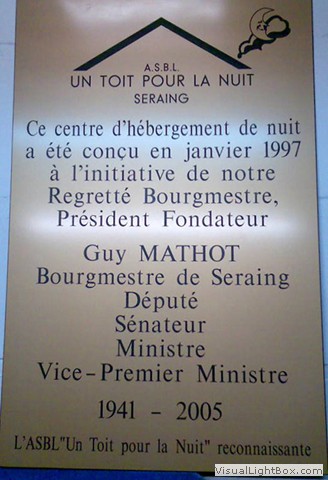 A.S.B.L.
UN TOIT POUR LA NUIT
SERAING
Ce centre d'hébergement de nuit
a été conçu en janvier 1997
à l'initiative de notre
Regretté Bourgmestre,
Président Fondateur
Guy MATHOT
Bourgmestre de Seraing
Député
Sénateur
Ministre
Vice-Premier Ministre
1941 - 2005
L'ASBL"Un Toit pour la Nuit" reconnaissante
VisualLightBox.com